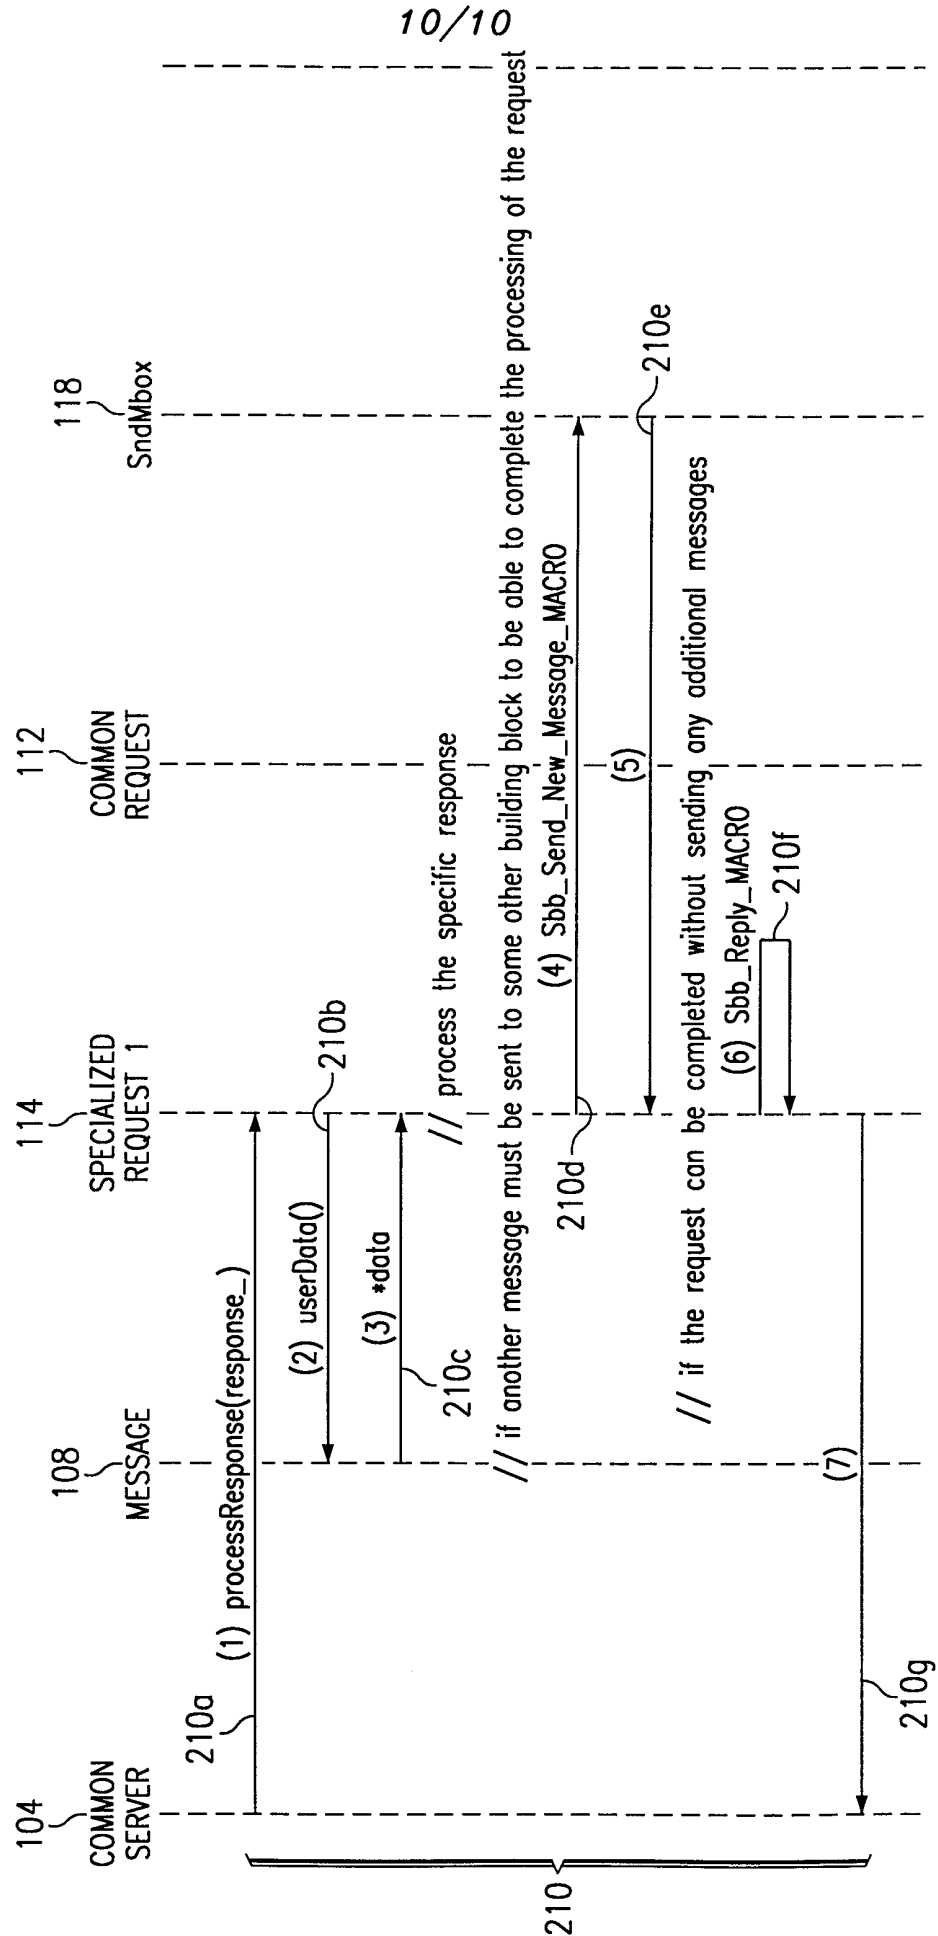 10/10
104
COMMON
SERVER
108
MESSAGE
114
SPECIALIZED
REQUEST 1
112
COMMON
REQUEST
118
SndMbox
210a
(1) processResponse(response_)
(2) userData()
210b
(3) *data
210c
// process the specific response
// if another message must be sent to some other building block to be able to complete the processing of the request
(4) Sbb_Send_New_Message_MACRO
210d
(5)
210e
// if the request can be completed without sending any additional messages
(6) Sbb_Reply_MACRO
210f
(7)
210g
210